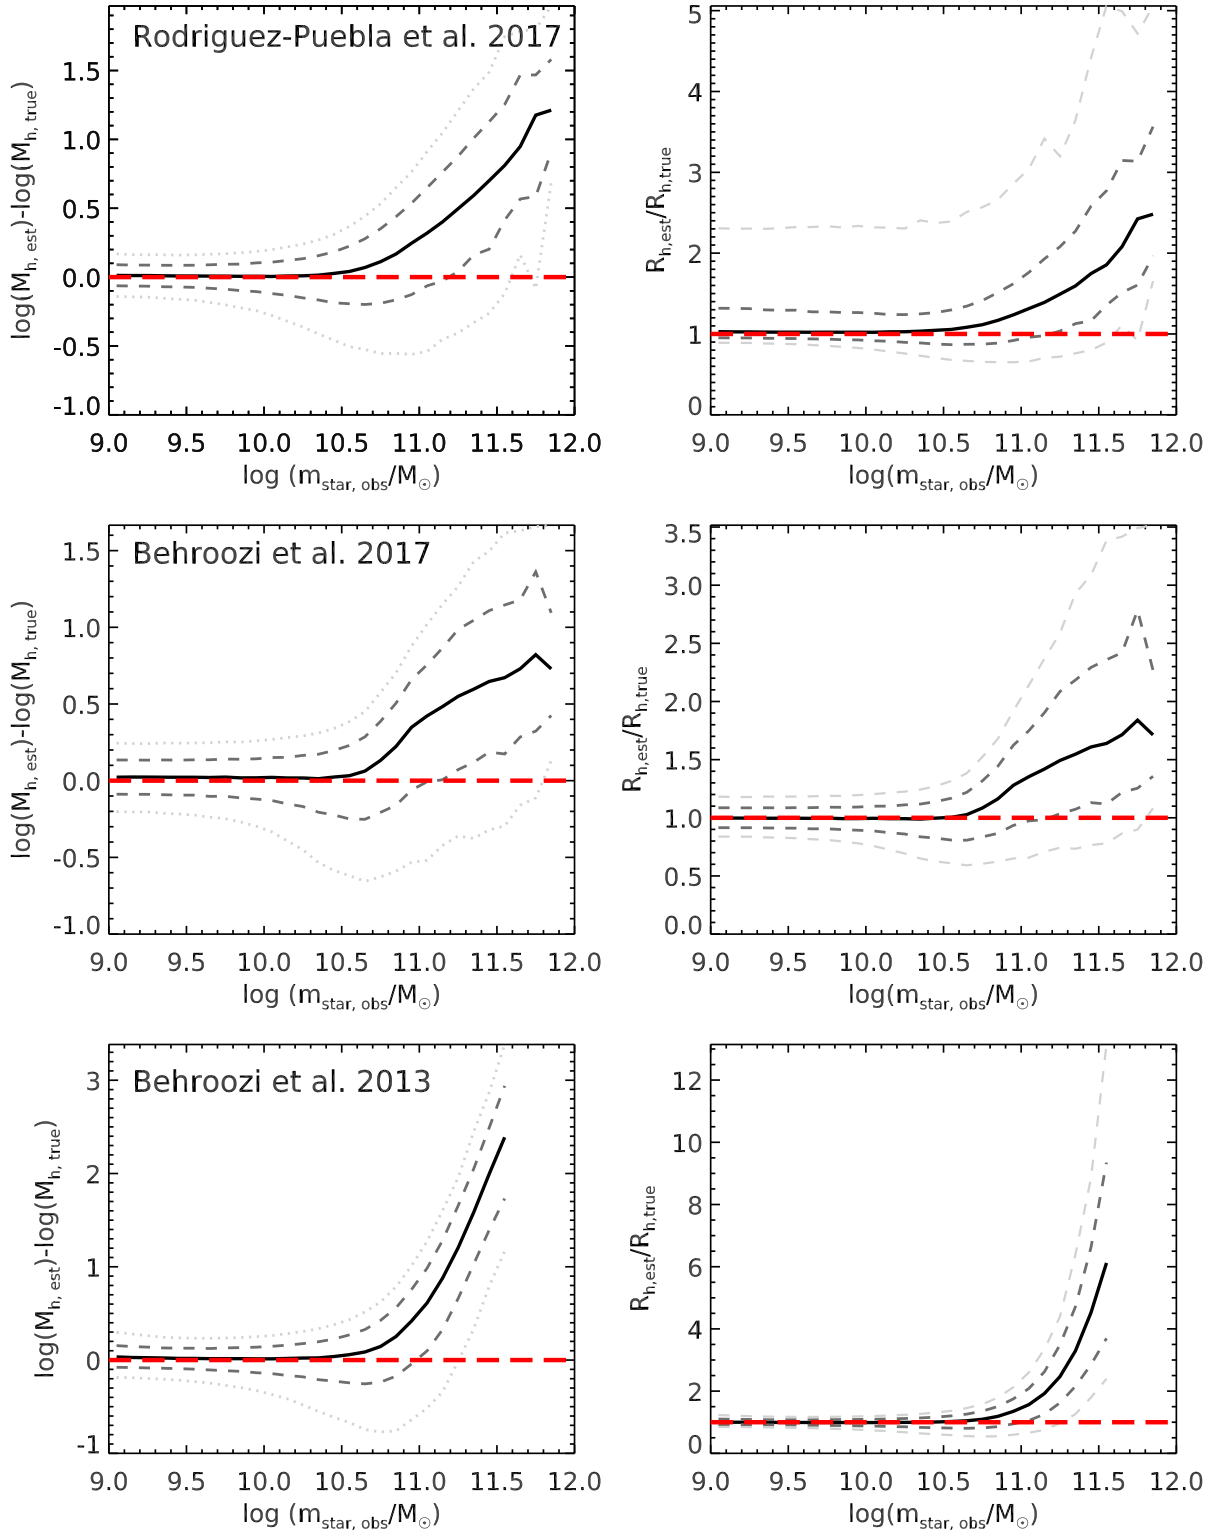 Rodriguez-Puebla et al. 2017
log(M_h, est)-log(M_h, true)
1.5
1.0
0.5
0.0
-0.5
-1.0
9.0 9.5 10.0 10.5 11.0 11.5 12.0
log (m_star, obs/M_☉)
R_h,est/R_h,true
5
4
3
2
1
0
9.0 9.5 10.0 10.5 11.0 11.5 12.0
log(m_star, obs/M_☉)
Behroozi et al. 2017
log(M_h, est)-log(M_h, true)
1.5
1.0
0.5
0.0
-0.5
-1.0
9.0 9.5 10.0 10.5 11.0 11.5 12.0
log (m_star, obs/M_☉)
R_h,est/R_h,true
3.5
3.0
2.5
2.0
1.5
1.0
0.5
0.0
9.0 9.5 10.0 10.5 11.0 11.5 12.0
log(m_star, obs/M_☉)
Behroozi et al. 2013
log(M_h, est)-log(M_h, true)
3
2
1
0
-1
9.0 9.5 10.0 10.5 11.0 11.5 12.0
log (m_star, obs/M_☉)
R_h,est/R_h,true
12
10
8
6
4
2
0
9.0 9.5 10.0 10.5 11.0 11.5 12.0
log(m_star, obs/M_☉)